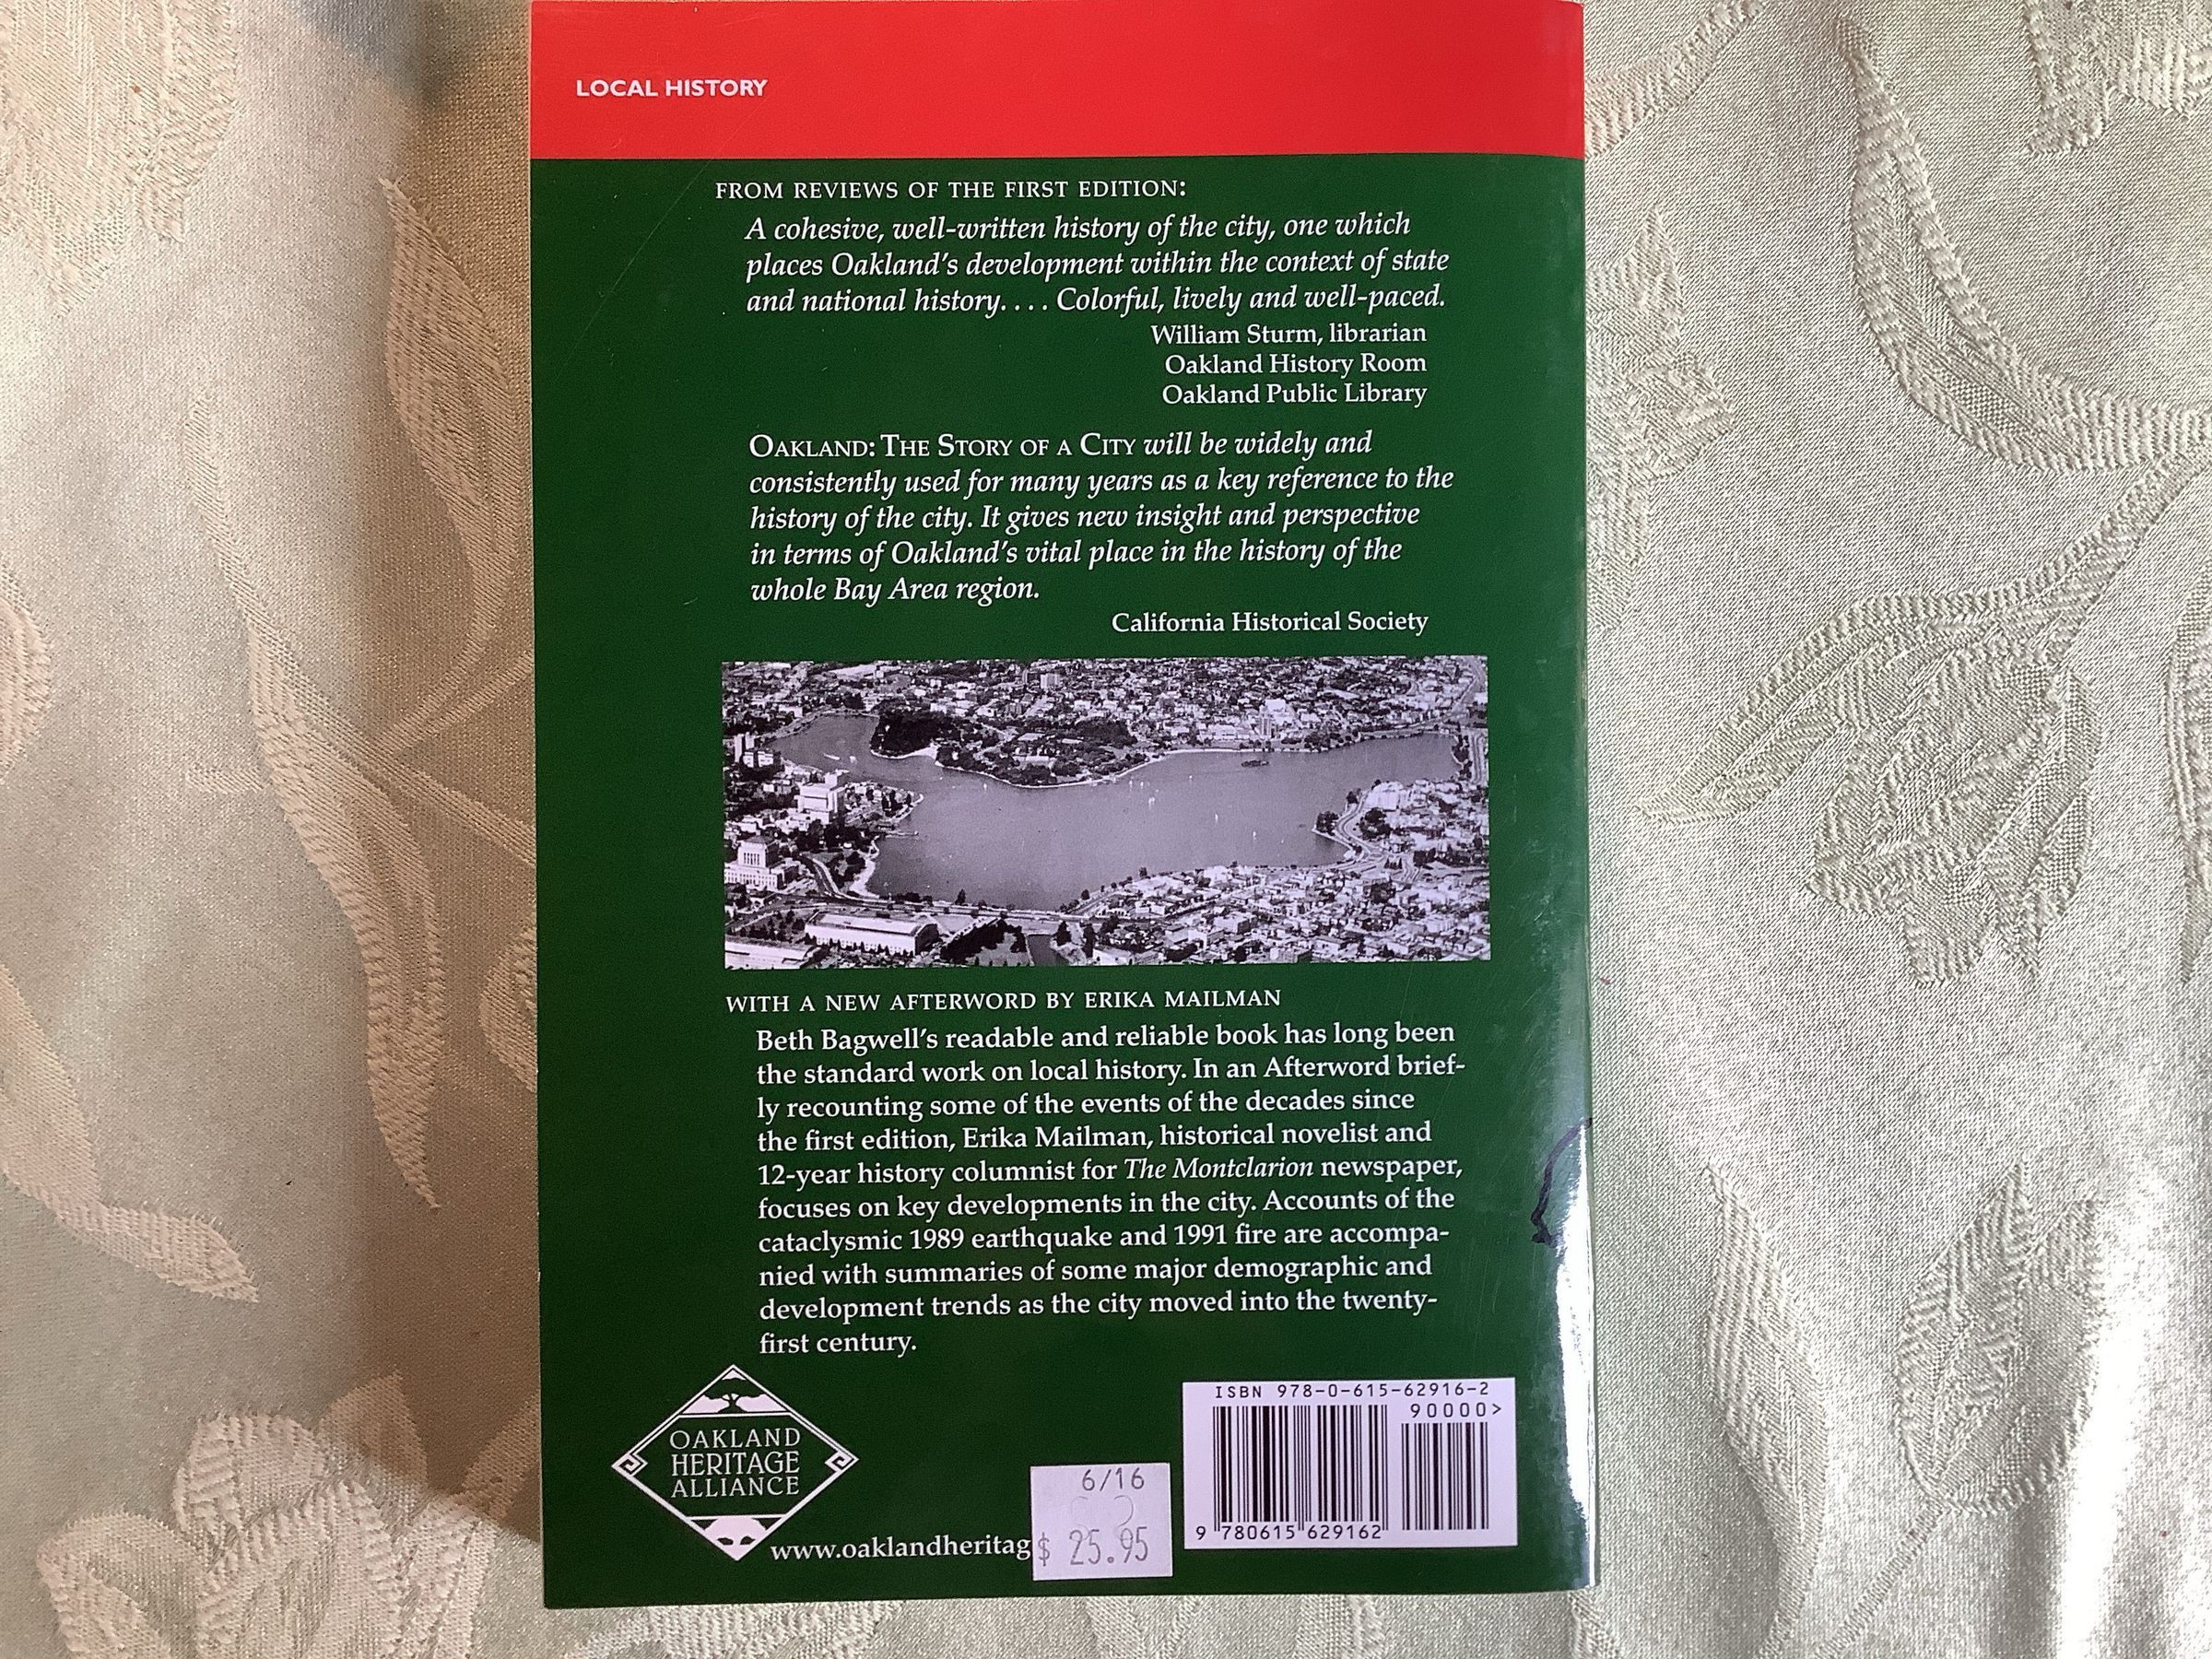 LOCAL HISTORY
FROM REVIEWS OF THE FIRST EDITION:
A cohesive, well-written history of the city, one which
places Oakland's development within the context of state
and national history. . . . Colorful, lively and well-paced.
William Sturm, librarian
Oakland History Room
Oakland Public Library
OAKLAND: THE STORY OF A CITY will be widely and
consistently used for many years as a key reference to the
history of the city. It gives new insight and perspective
in terms of Oakland's vital place in the history of the
whole Bay Area region.
California Historical Society
WITH A NEW AFTERWORD BY ERIKA MAILMAN
Beth Bagwell's readable and reliable book has long been
the standard work on local history. In an Afterword brief-
ly recounting some of the events of the decades since
the first edition, Erika Mailman, historical novelist and
12-year history columnist for The Montclarion newspaper,
focuses on key developments in the city. Accounts of the
cataclysmic 1989 earthquake and 1991 fire are accompa-
nied with summaries of some major demographic and
development trends as the city moved into the twenty-
first century.
OAKLAND
HERITAGE
ALLIANCE
www.oaklandheritag
6/16
$ 25.95
ISBN 978-0-615-62916-2
90000>
9 780615 629162